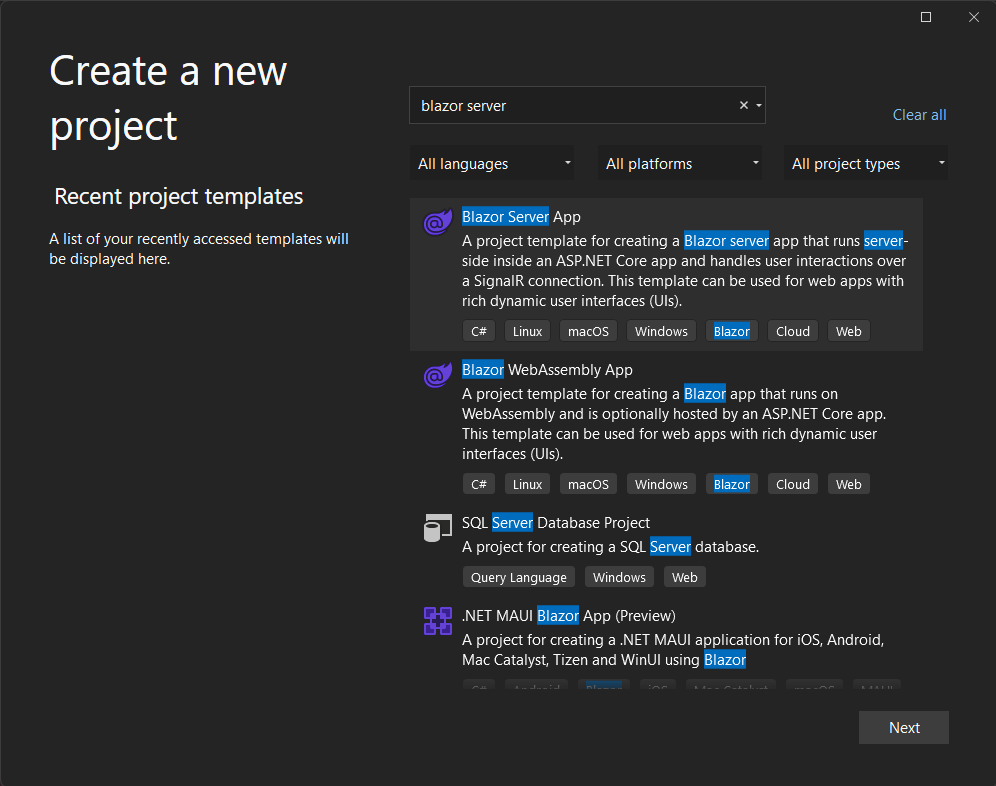 Create a new
project
Recent project templates
A list of your recently accessed templates will
be displayed here.
blazor server
Clear all
All languages
All platforms
All project types
Blazor Server App
A project template for creating a Blazor server app that runs server-
side inside an ASP.NET Core app and handles user interactions over
a SignalR connection. This template can be used for web apps with
rich dynamic user interfaces (UIs).
C# Linux macOS Windows Blazor Cloud Web
Blazor WebAssembly App
A project template for creating a Blazor app that runs on
WebAssembly and is optionally hosted by an ASP.NET Core app.
This template can be used for web apps with rich dynamic user
interfaces (UIs).
C# Linux macOS Windows Blazor Cloud Web
SQL Server Database Project
A project for creating a SQL Server database.
Query Language Windows Web
.NET MAUI Blazor App (Preview)
A project for creating a .NET MAUI application for iOS, Android,
Mac Catalyst, Tizen and WinUI using Blazor
C# Android Blazor iOS Mac Catalyst macOS MAUI
Next